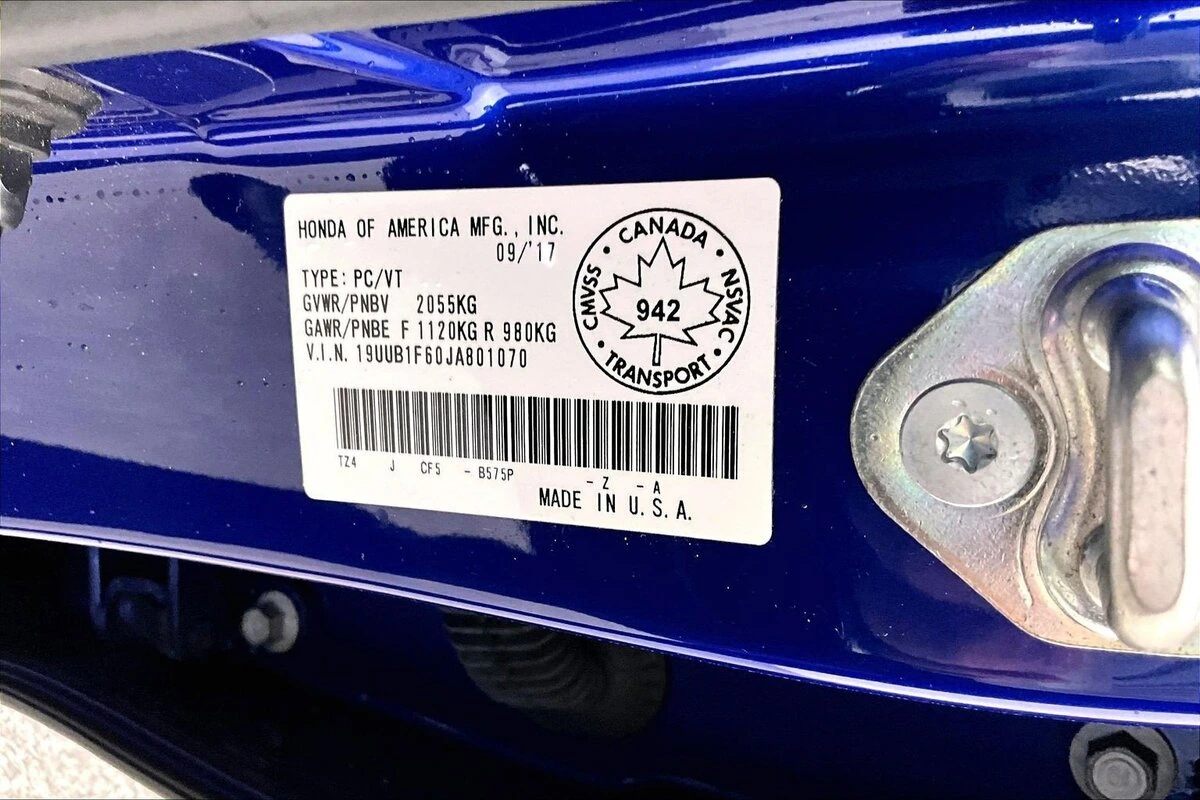 HONDA OF AMERICA MFG., INC.
09/'17
TYPE: PC/VT
GVWR/PNBV 2055KG
GAWR/PNBE F 1120KG R 980KG
V.I.N. 19UUB1F60JA801070
CANADA
CMVSS
NSVAC
942
TRANSPORT
TZ4 J CF5 - B575P - Z - A
MADE IN U.S.A.